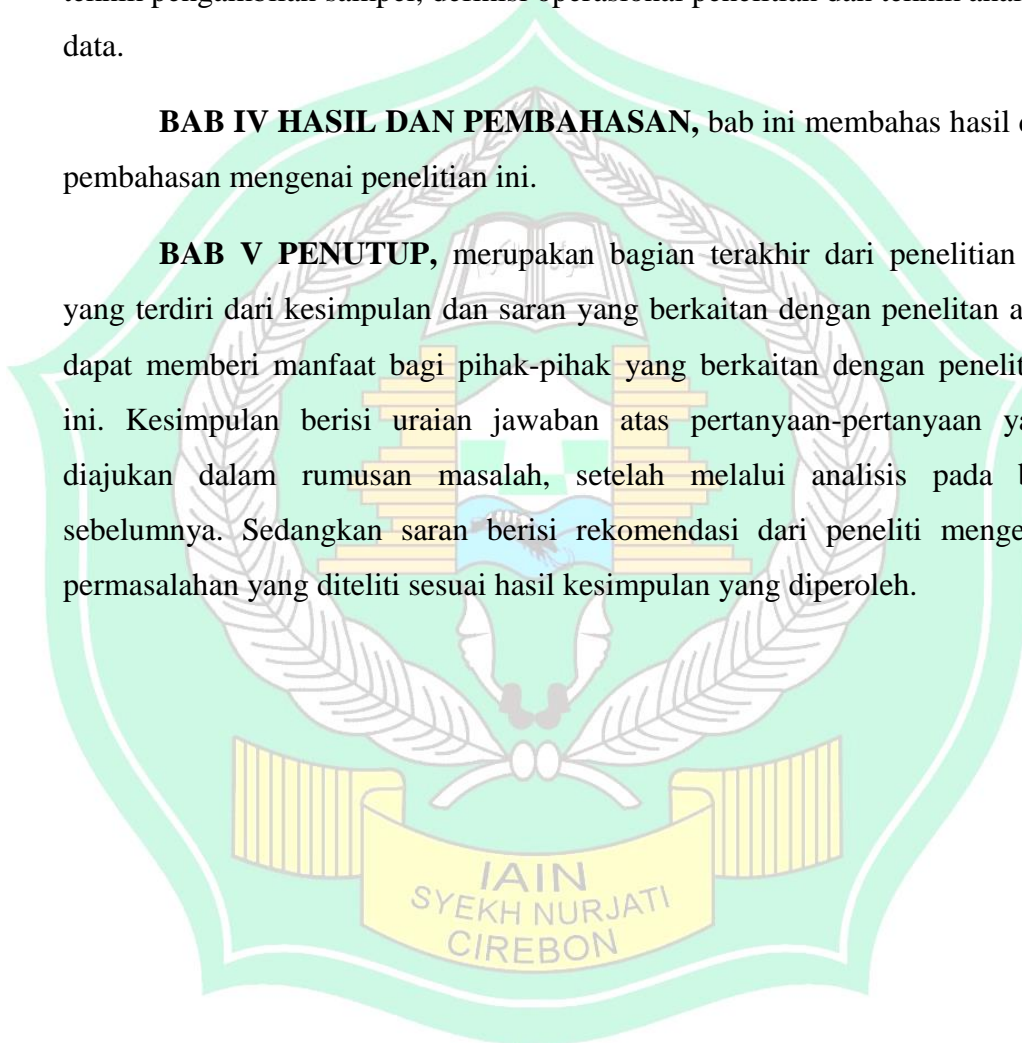 data.
BAB IV HASIL DAN PEMBAHASAN, bab ini membahas hasil
pembahasan mengenai penelitian ini.
BAB V PENUTUP, merupakan bagian terakhir dari penelitian
yang terdiri dari kesimpulan dan saran yang berkaitan dengan penelitan
dapat memberi manfaat bagi pihak-pihak yang berkaitan dengan
ini. Kesimpulan berisi uraian jawaban atas pertanyaan-pertanyaan
diajukan dalam rumusan masalah, setelah melalui analisis pada
sebelumnya. Sedangkan saran berisi rekomendasi dari peneliti
permasalahan yang diteliti sesuai hasil kesimpulan yang diperoleh.
IAIN
SYEKH NURJATI
CIREBON